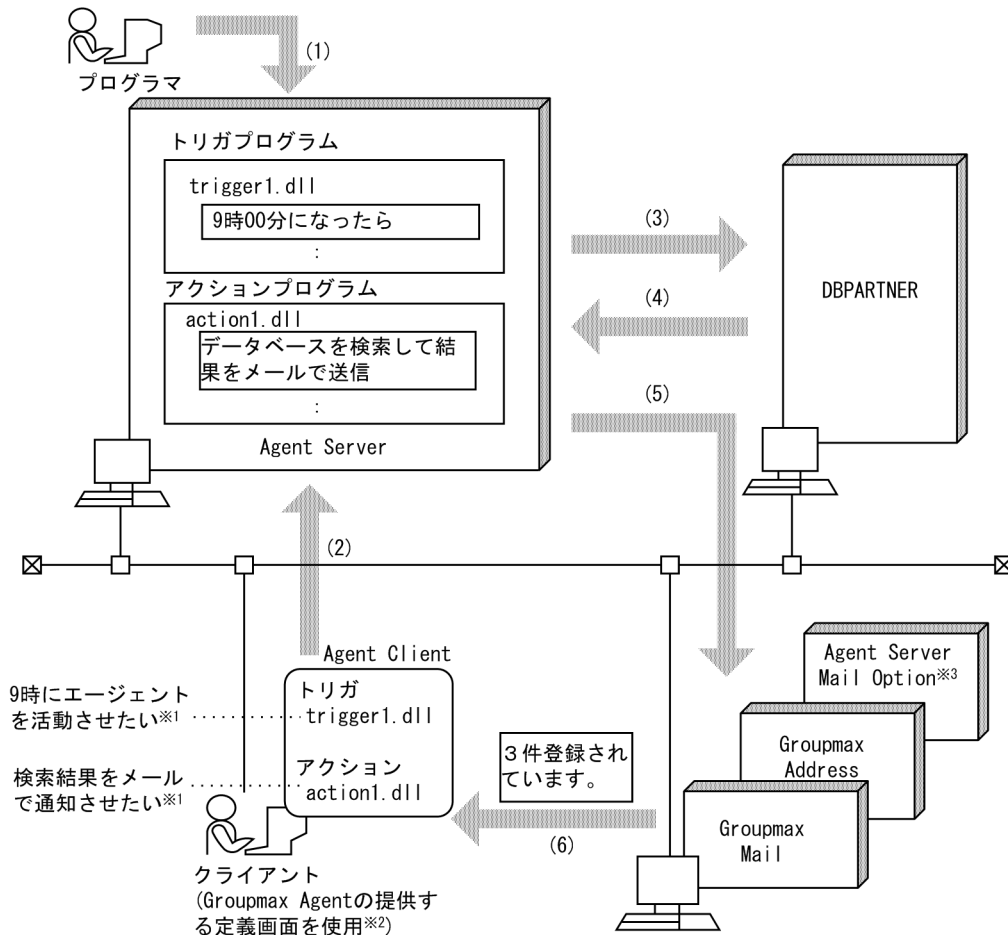 (1)
プログラマ
トリガプログラム
trigger1.dll
9時00分になったら
:
アクションプログラム
action1.dll
データベースを検索して結
果をメールで送信
:
Agent Server
(3)
(4)
(5)
DBPARTNER
(2)
Agent Client
トリガ
trigger1.dll
アクション
action1.dll
9時にエージェント
を活動させたい※1
検索結果をメール
で通知させたい※1
クライアント
(Groupmax Agentの提供す
る定義画面を使用※2)
3件登録され
ています。
(6)
Agent Server
Mail Option※3
Groupmax
Address
Groupmax
Mail